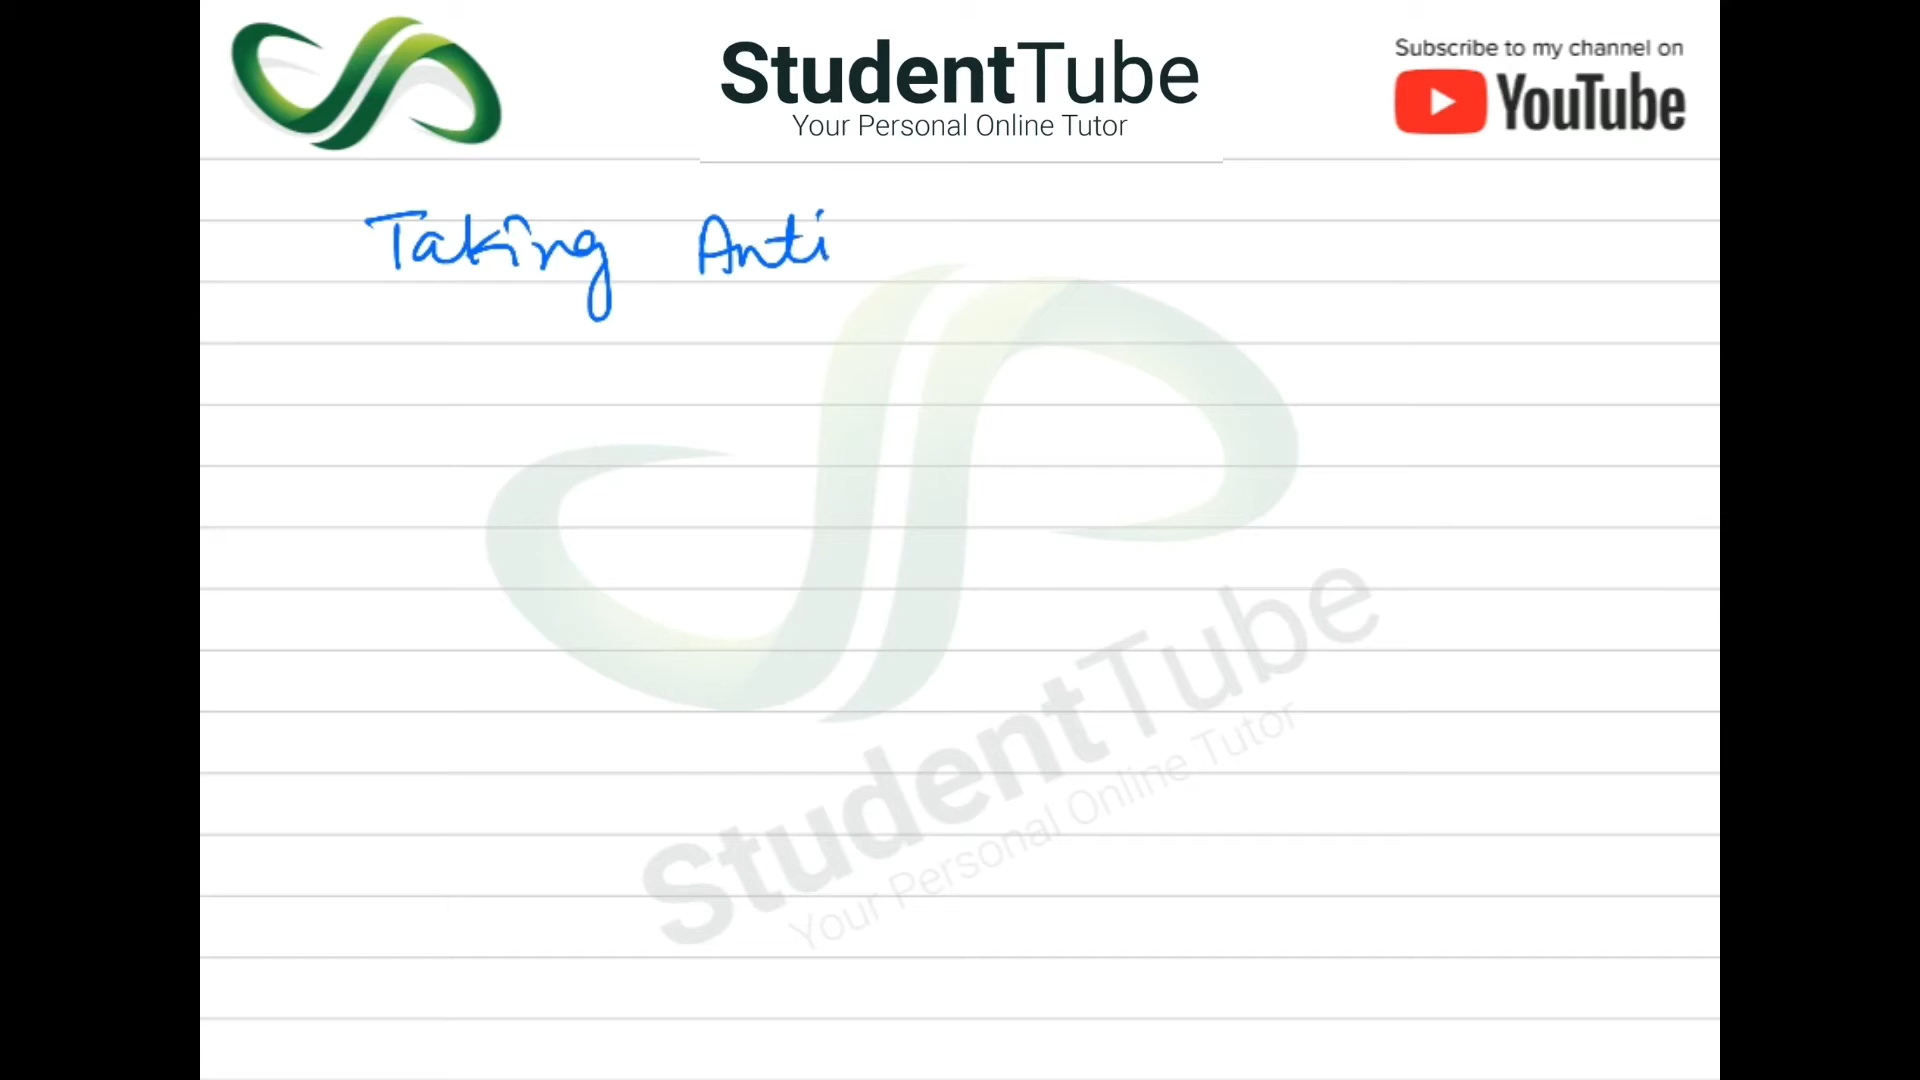 StudentTube
Your Personal Online Tutor
Subscribe to my channel on
YouTube
Taking Anti
StudentTube
Your Personal Online Tutor